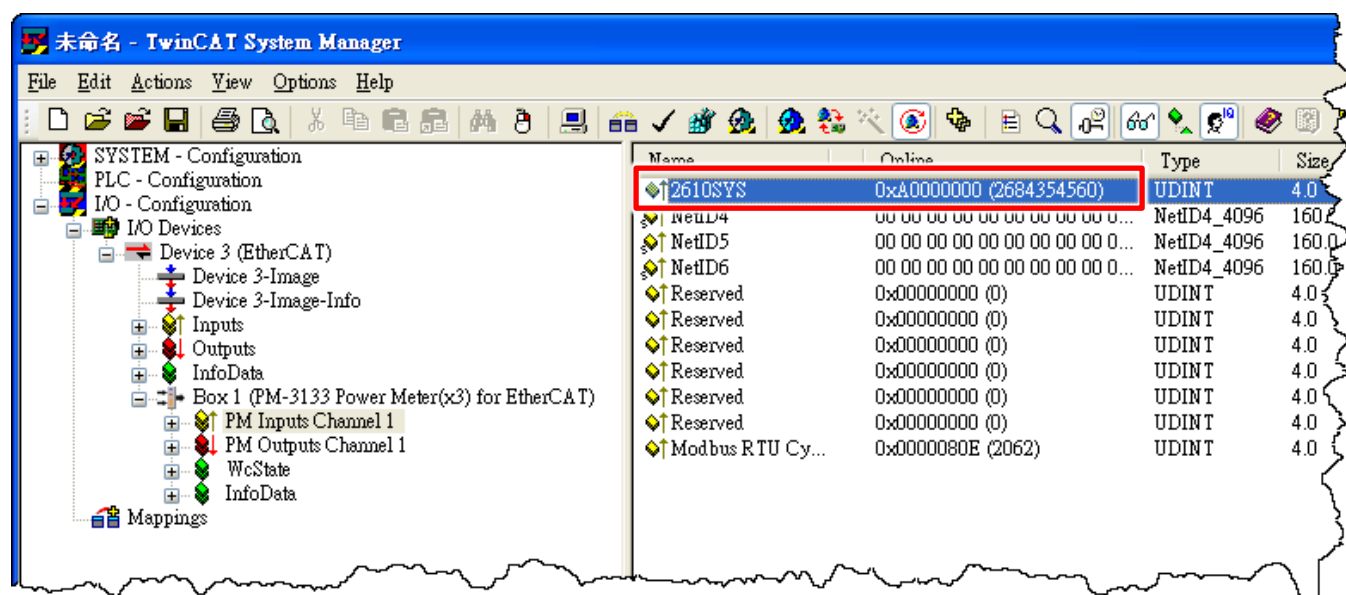 未命名 - TwinCAT System Manager
File Edit Actions View Options Help
SYSTEM - Configuration
PLC - Configuration
I/O - Configuration
I/O Devices
Device 3 (EtherCAT)
Device 3-Image
Device 3-Image-Info
Inputs
Outputs
InfoData
Box 1 (PM-3133 Power Meter(x3) for EtherCAT)
PM Inputs Channel 1
PM Outputs Channel 1
WcState
InfoData
Mappings
Name Online Type Size
2610SYS 0xA0000000 (2684354560) UDINT 4.0
NetID4 00 00 00 00 00 00 00 00 00 0... NetID4_4096 160.
NetID5 00 00 00 00 00 00 00 00 00 0... NetID4_4096 160.0
NetID6 00 00 00 00 00 00 00 00 00 0... NetID4_4096 160.0
Reserved 0x00000000 (0) UDINT 4.0
Reserved 0x00000000 (0) UDINT 4.0
Reserved 0x00000000 (0) UDINT 4.0
Reserved 0x00000000 (0) UDINT 4.0
Reserved 0x00000000 (0) UDINT 4.0
Reserved 0x00000000 (0) UDINT 4.0
Modbus RTU Cy... 0x0000080E (2062) UDINT 4.0